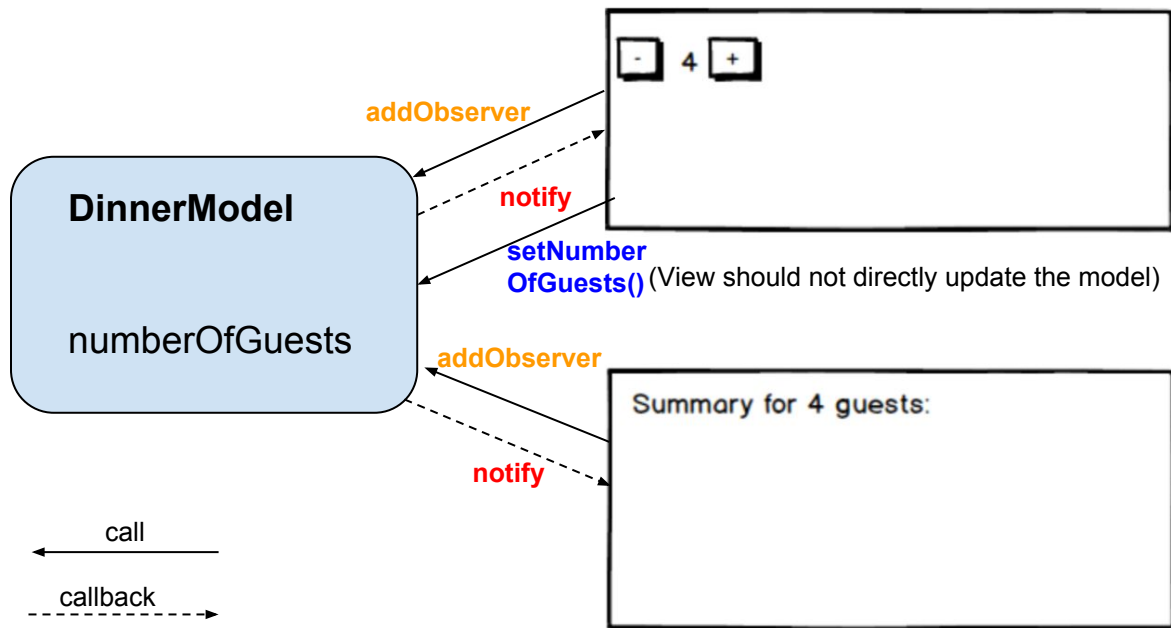 - 4 +
addObserver
DinnerModel
notify
setNumber
OfGuests() (View should not directly update the model)
numberOfGuests
addObserver
Summary for 4 guests:
notify
call
callback